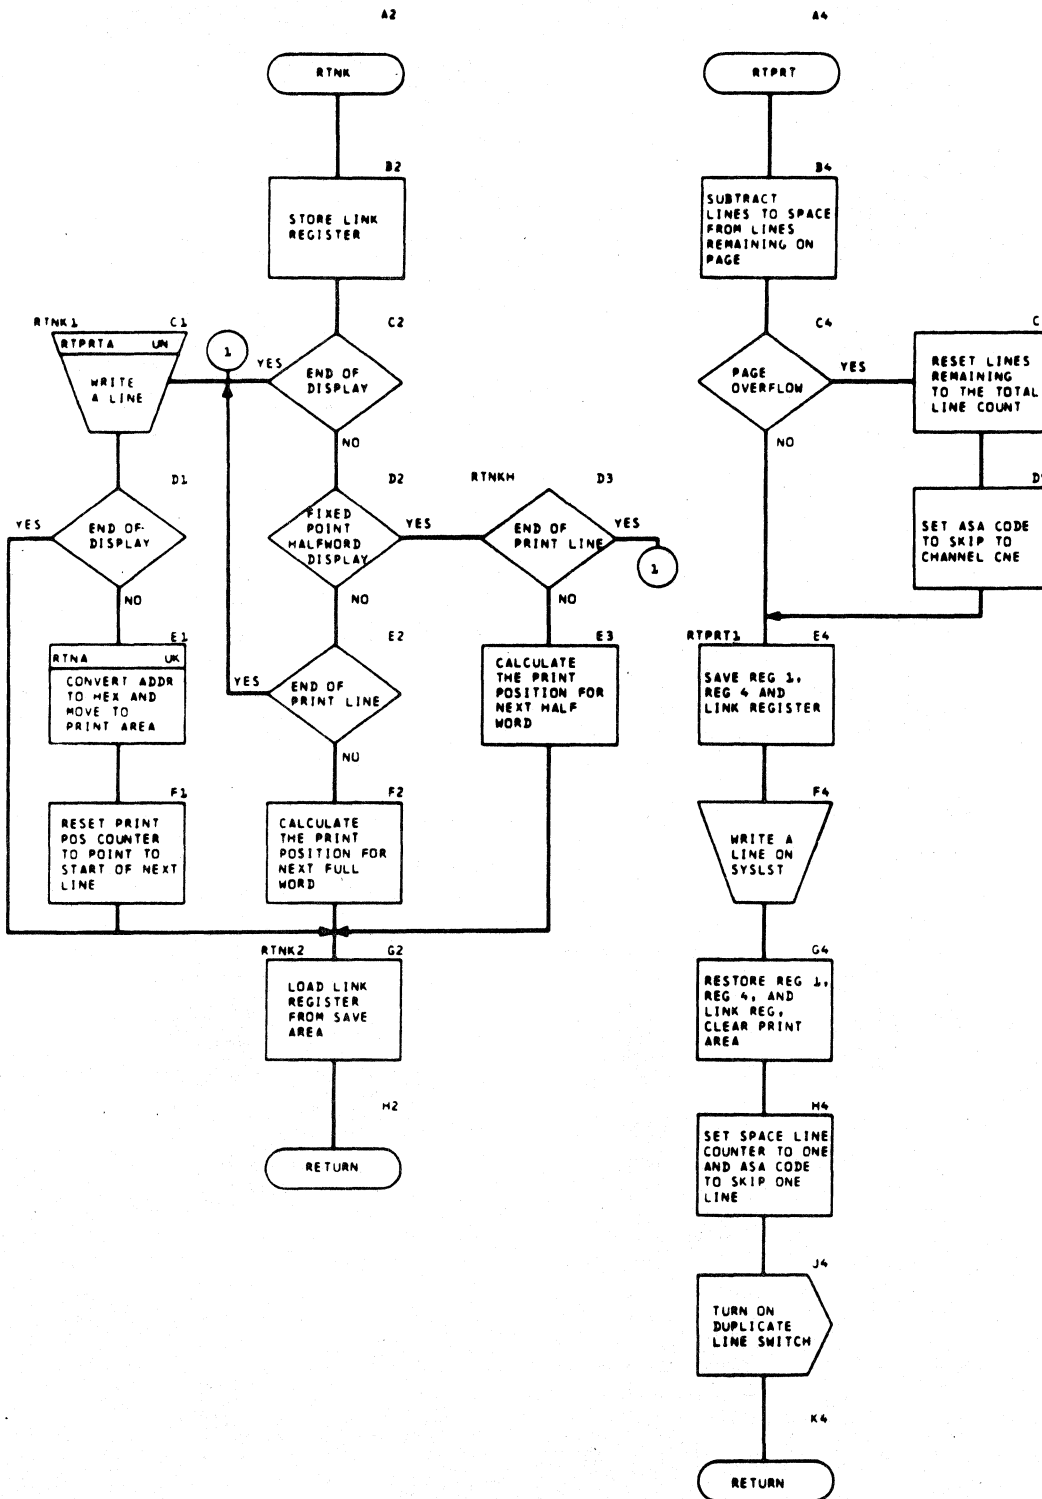 A2
RTNK
B2
STORE LINK
REGISTER
C2
END OF
DISPLAY
YES
NO
1
RTNK1
C1
RTPRTA UN
WRITE
A LINE
D1
END OF
DISPLAY
YES
NO
E1
RTNA UK
CONVERT ADDR
TO HEX AND
MOVE TO
PRINT AREA
F1
RESET PRINT
POS COUNTER
TO POINT TO
START OF NEXT
LINE
D2
FIXED
POINT
HALFWORD
DISPLAY
YES
NO
RTNKH
D3
END OF
PRINT LINE
YES
1
NO
E3
CALCULATE
THE PRINT
POSITION FOR
NEXT HALF
WORD
E2
END OF
PRINT LINE
YES
NO
F2
CALCULATE
THE PRINT
POSITION FOR
NEXT FULL
WORD
RTNK2
G2
LOAD LINK
REGISTER
FROM SAVE
AREA
H2
RETURN
A4
RTPRT
B4
SUBTRACT
LINES TO SPACE
FROM LINES
REMAINING ON
PAGE
C4
PAGE
OVERFLOW
YES
NO
C
RESET LINES
REMAINING
TO THE TOTAL
LINE COUNT
D
SET ASA CODE
TO SKIP TO
CHANNEL CNE
RTPRT1
E4
SAVE REG 1,
REG 4 AND
LINK REGISTER
F4
WRITE A
LINE ON
SYSLST
G4
RESTORE REG 1,
REG 4, AND
LINK REG,
CLEAR PRINT
AREA
H4
SET SPACE LINE
COUNTER TO ONE
AND ASA CODE
TO SKIP ONE
LINE
J4
TURN ON
DUPLICATE
LINE SWITCH
K4
RETURN